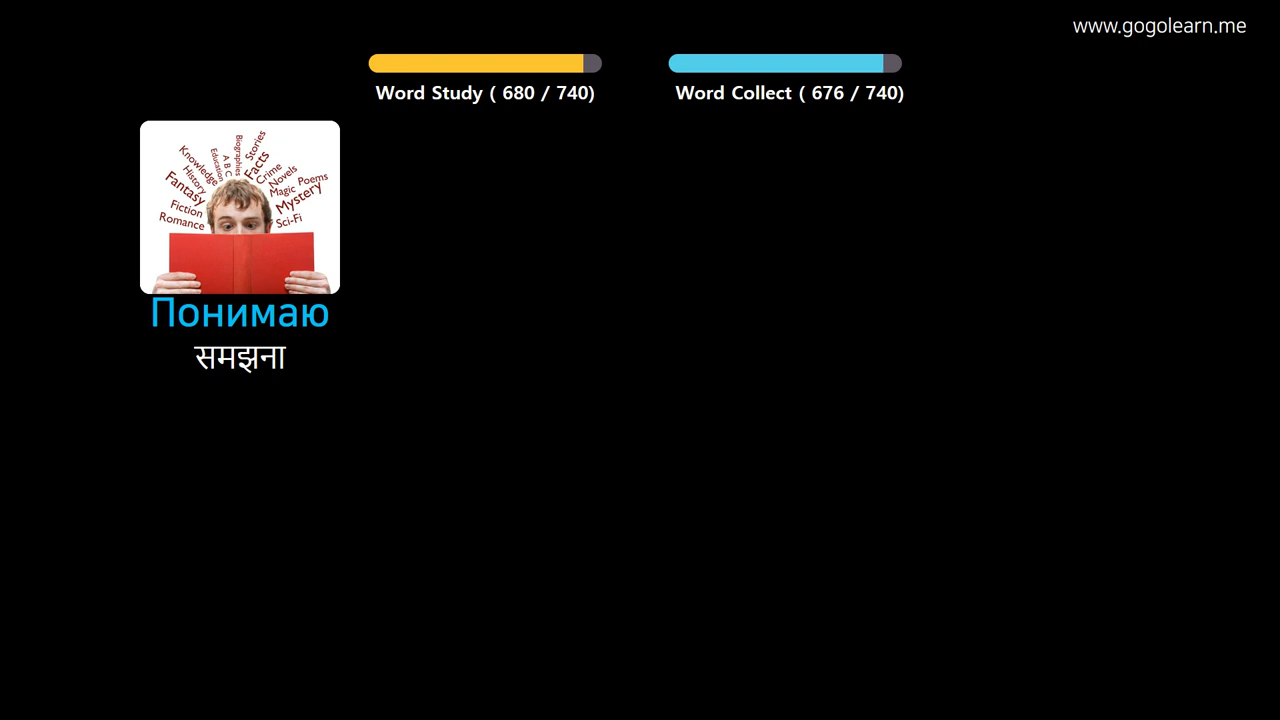 www.gogolearn.me
Word Study ( 680 / 740)
Word Collect ( 676 / 740)
Knowledge
History
Fantasy
Fiction
Romance
Education
A B C
Biographies
Stories
Facts
Crime
Novels
Magic
Poems
Mystery
Sci-Fi
Понимаю
समझना